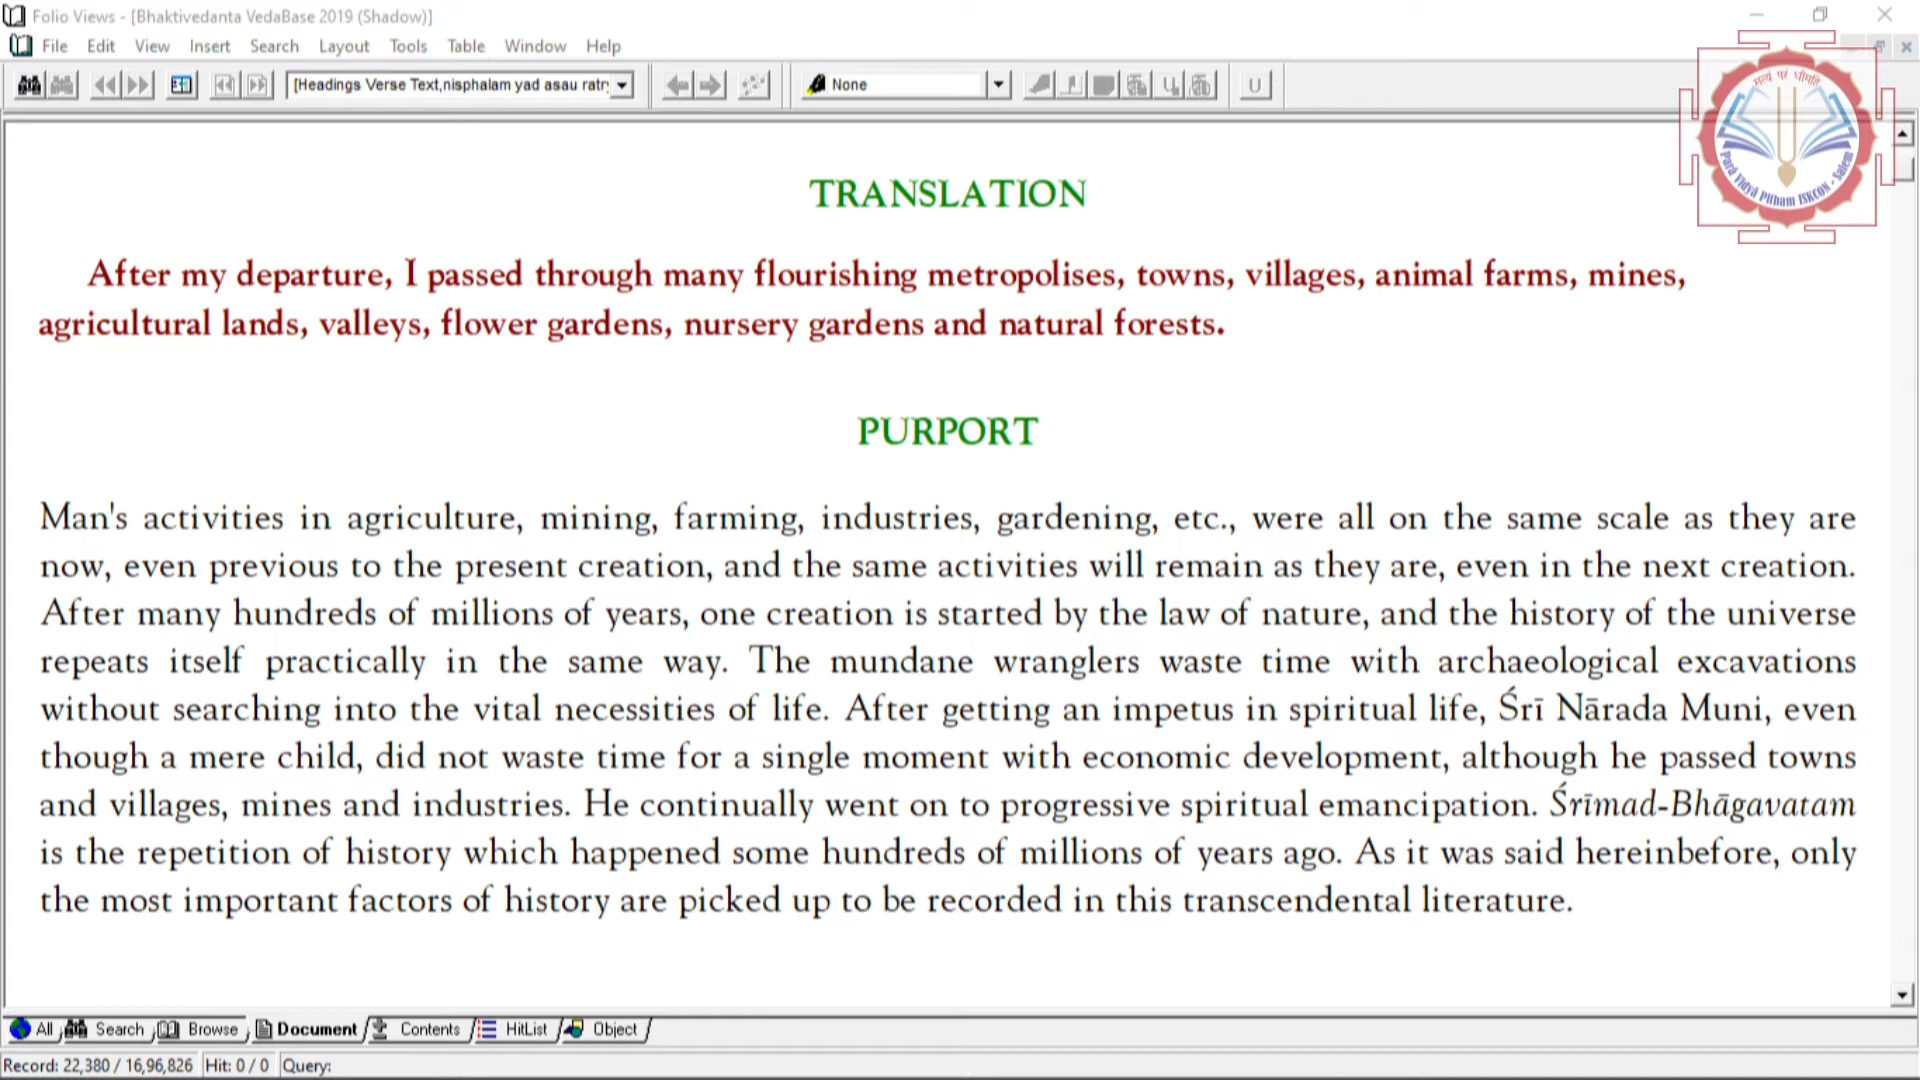 Folio Views - [Bhaktivedanta VedaBase 2019 (Shadow)]
File Edit View Insert Search Layout Tools Table Window Help
[Headings Verse Text,nisphalam yad asau ratr: None U
सत्यं परं धीमहि
Parā Vidyā Pīṭham ISKCON - Salem
TRANSLATION
After my departure, I passed through many flourishing metropolises, towns, villages, animal farms, mines,
agricultural lands, valleys, flower gardens, nursery gardens and natural forests.
PURPORT
Man's activities in agriculture, mining, farming, industries, gardening, etc., were all on the same scale as they are
now, even previous to the present creation, and the same activities will remain as they are, even in the next creation.
After many hundreds of millions of years, one creation is started by the law of nature, and the history of the universe
repeats itself practically in the same way. The mundane wranglers waste time with archaeological excavations
without searching into the vital necessities of life. After getting an impetus in spiritual life, Śrī Nārada Muni, even
though a mere child, did not waste time for a single moment with economic development, although he passed towns
and villages, mines and industries. He continually went on to progressive spiritual emancipation. Śrīmad-Bhāgavatam
is the repetition of history which happened some hundreds of millions of years ago. As it was said hereinbefore, only
the most important factors of history are picked up to be recorded in this transcendental literature.
All Search Browse Document Contents HitList Object
Record: 22,380 / 16,96,826 Hit: 0 / 0 Query: